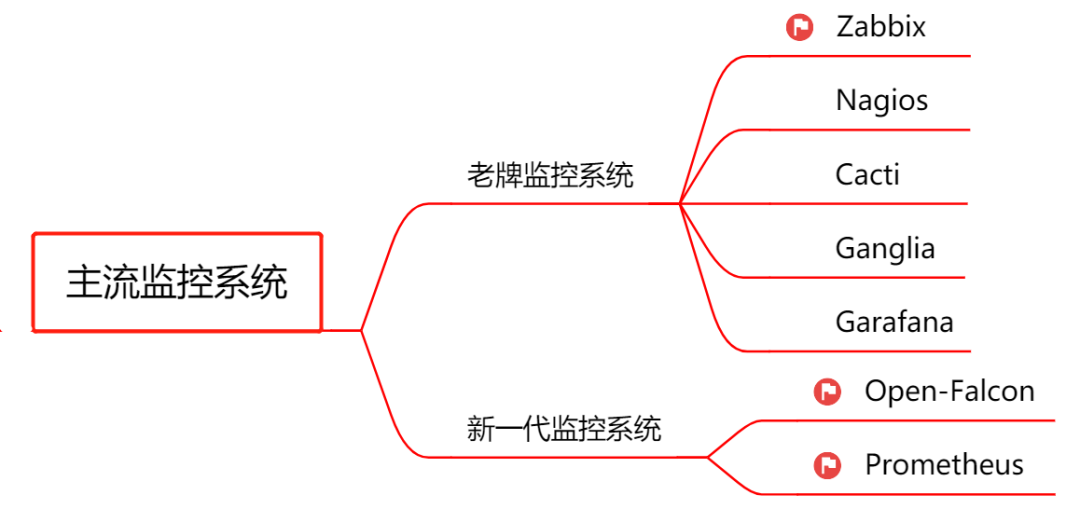 主流监控系统
老牌监控系统
Zabbix
Nagios
Cacti
Ganglia
Garafana
新一代监控系统
Open-Falcon
Prometheus